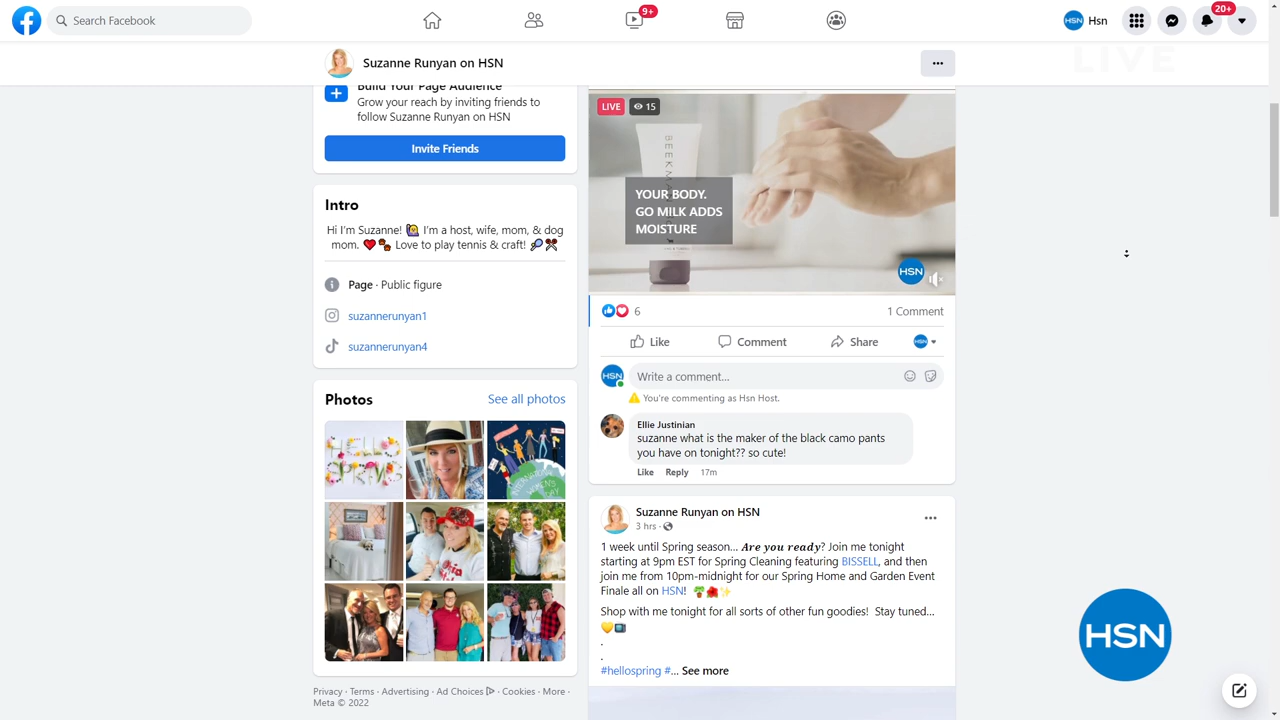 Search Facebook
9+
HSN
Hsn
20+
Suzanne Runyan on HSN
LIVE
Build Your Page Audience
Grow your reach by inviting friends to
follow Suzanne Runyan on HSN
Invite Friends
Intro
Hi I'm Suzanne! 🙋 I'm a host, wife, mom, & dog
mom. ❤️🐾 Love to play tennis & craft! 🎾✂️
Page · Public figure
suzannerunyan1
suzannerunyan4
Photos
See all photos
HELLO
SPRING
Privacy · Terms · Advertising · Ad Choices · Cookies · More ·
Meta © 2022
LIVE
15
YOUR BODY.
GO MILK ADDS
MOISTURE
HSN
6
1 Comment
Like
Comment
Share
HSN
HSN
Write a comment...
You're commenting as Hsn Host.
Ellie Justinian
suzanne what is the maker of the black camo pants
you have on tonight?? so cute!
Like
Reply
17m
Suzanne Runyan on HSN
3 hrs ·
1 week until Spring season... Are you ready? Join me tonight
starting at 9pm EST for Spring Cleaning featuring BISSELL, and then
join me from 10pm-midnight for our Spring Home and Garden Event
Finale all on HSN! 🌴🌺✨
Shop with me tonight for all sorts of other fun goodies! Stay tuned...
💛📺
.
.
#hellospring #... See more
HSN